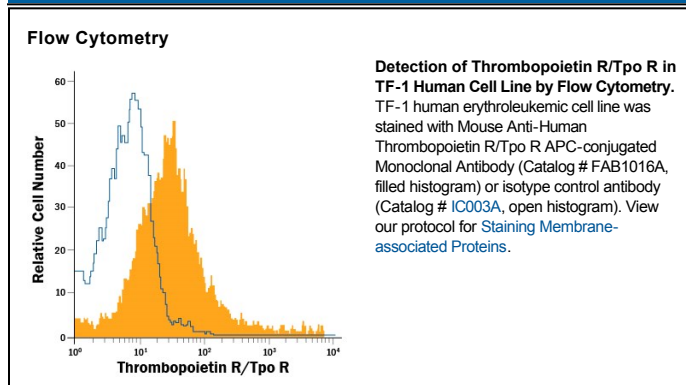 Flow Cytometry
60
50
40
30
20
10
0
Relative Cell Number
10⁰
10¹
10²
10³
10⁴
Thrombopoietin R/Tpo R
Detection of Thrombopoietin R/Tpo R in
TF-1 Human Cell Line by Flow Cytometry.
TF-1 human erythroleukemic cell line was
stained with Mouse Anti-Human
Thrombopoietin R/Tpo R APC-conjugated
Monoclonal Antibody (Catalog # FAB1016A,
filled histogram) or isotype control antibody
(Catalog # IC003A, open histogram). View
our protocol for Staining Membrane-
associated Proteins.